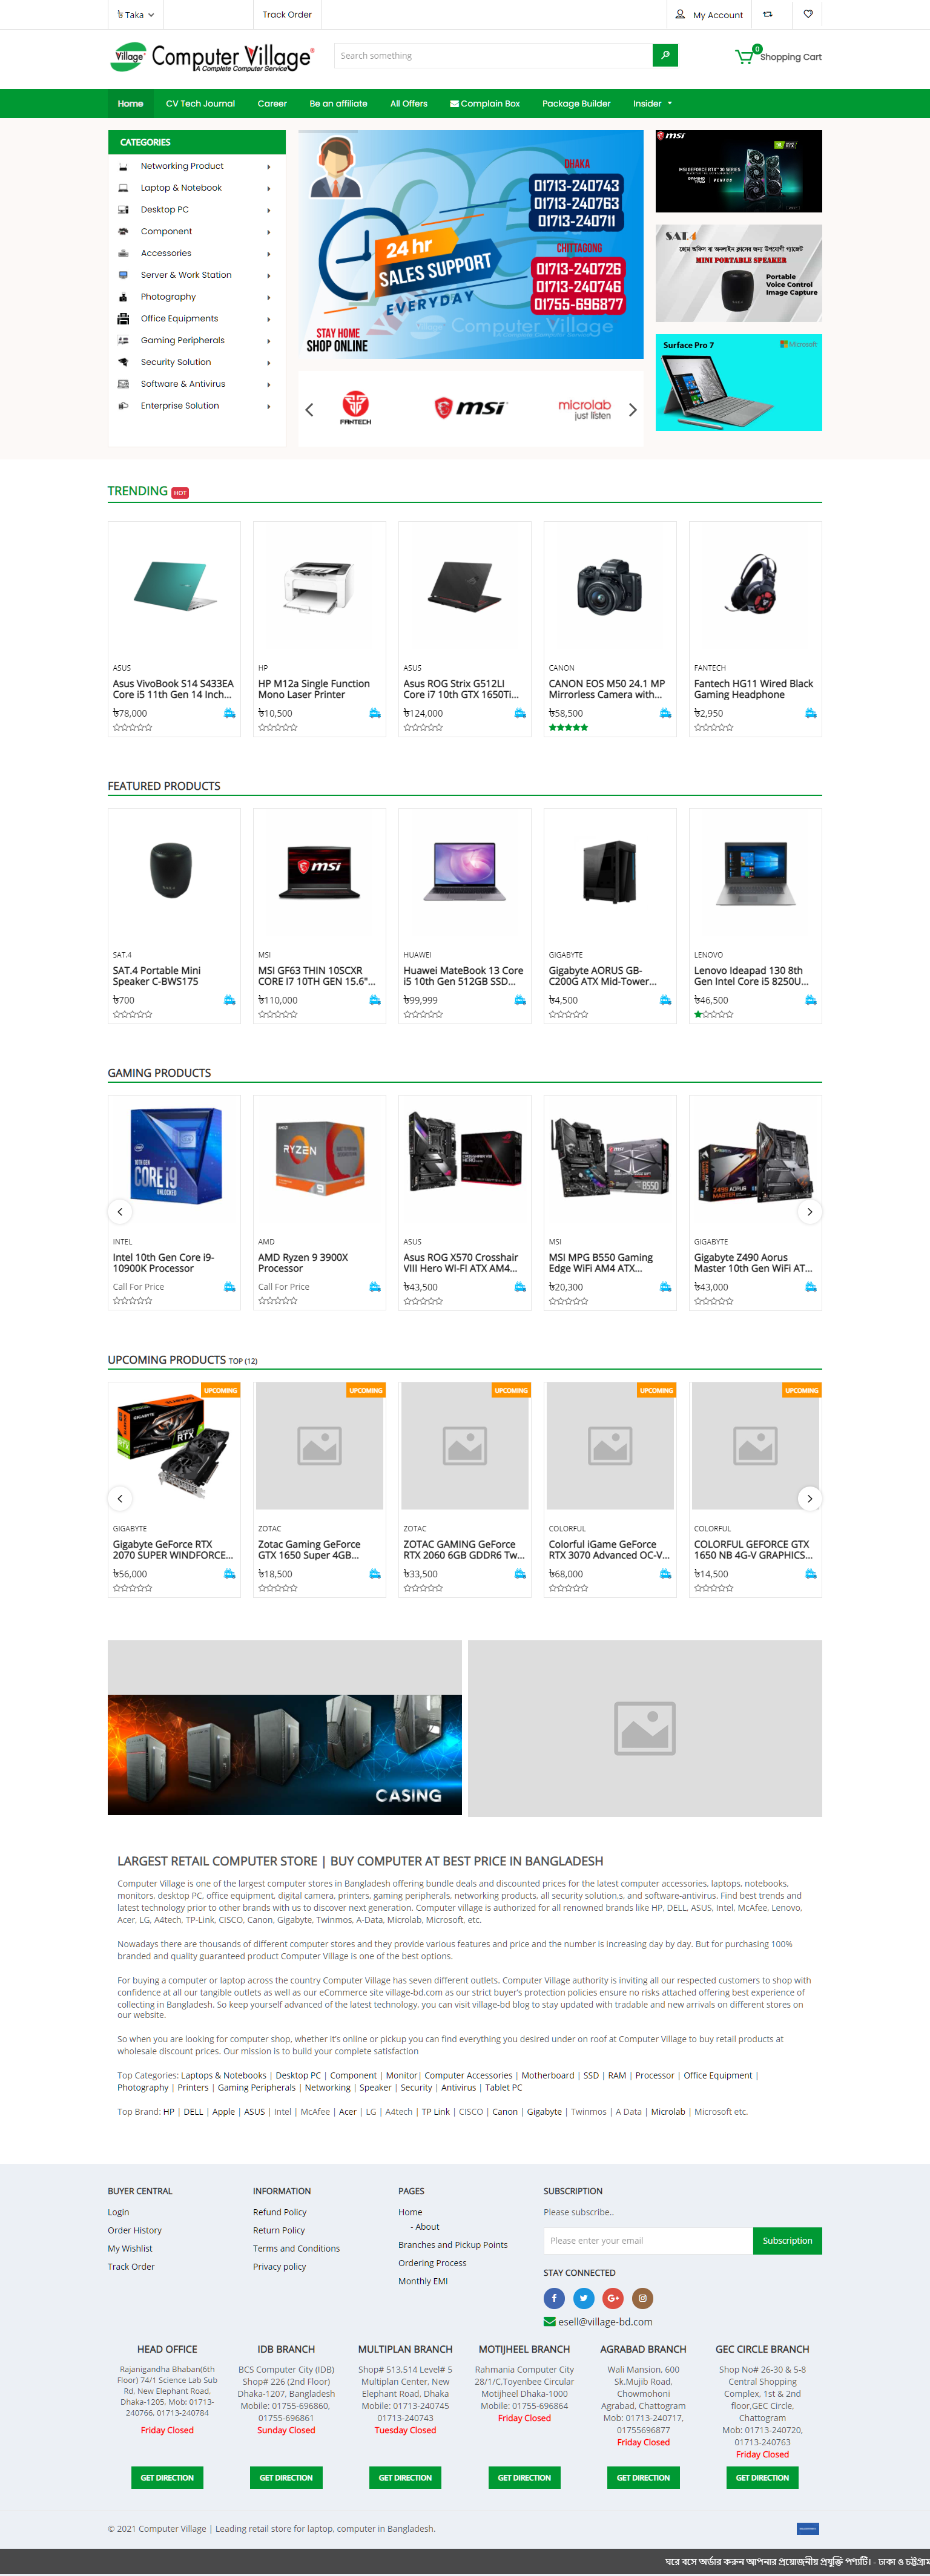 ৳ Taka
Track Order
My Account
Village
Computer Village
A Complete Computer Service
Search something
0
Shopping Cart
Home
CV Tech Journal
Career
Be an affiliate
All Offers
Complain Box
Package Builder
Insider
CATEGORIES
Networking Product
Laptop & Notebook
Desktop PC
Component
Accessories
Server & Work Station
Photography
Office Equipments
Gaming Peripherals
Security Solution
Software & Antivirus
Enterprise Solution
DHAKA
01713-240743
01713-240763
01713-240711
24 hr
SALES SUPPORT
EVERYDAY
CHITTAGONG
01713-240726
01713-240746
01755-696877
Computer Village
STAY HOME
SHOP ONLINE
FANTECH
msi
microlab
just listen
msi
RTX
MSI GEFORCE RTX™ 30 SERIES
SAT.4
হোম অফিস বা অনলাইন ক্লাসের জন্য উপযোগী গ্যাজেট
MINI PORTABLE SPEAKER
Portable
Voice Control
Image Capture
Surface Pro 7
Microsoft
TRENDING HOT
ASUS
Asus VivoBook S14 S433EA
Core i5 11th Gen 14 Inch...
৳78,000
HP
HP M12a Single Function
Mono Laser Printer
৳10,500
ASUS
Asus ROG Strix G512LI
Core i7 10th GTX 1650Ti...
৳124,000
CANON
CANON EOS M50 24.1 MP
Mirrorless Camera with...
৳58,500
FANTECH
Fantech HG11 Wired Black
Gaming Headphone
৳2,950
FEATURED PRODUCTS
SAT.4
SAT.4 Portable Mini
Speaker C-BWS175
৳700
msi
MSI
MSI GF63 THIN 10SCXR
CORE I7 10TH GEN 15.6"...
৳110,000
HUAWEI
Huawei MateBook 13 Core
i5 10th Gen 512GB SSD...
৳99,999
GIGABYTE
Gigabyte AORUS GB-
C200G ATX Mid-Tower...
৳4,500
LENOVO
Lenovo Ideapad 130 8th
Gen Intel Core i5 8250U...
৳46,500
GAMING PRODUCTS
CORE i9
UNLOCKED
INTEL
Intel 10th Gen Core i9-
10900K Processor
Call For Price
AMD
RYZEN
9
AMD
AMD Ryzen 9 3900X
Processor
Call For Price
ASUS
Asus ROG X570 Crosshair
VIII Hero WI-FI ATX AM4...
৳43,500
B550
MSI
MSI MPG B550 Gaming
Edge WiFi AM4 ATX...
৳20,300
GIGABYTE
Gigabyte Z490 Aorus
Master 10th Gen WiFi AT...
৳43,000
UPCOMING PRODUCTS TOP (12)
UPCOMING
GIGABYTE
Gigabyte GeForce RTX
2070 SUPER WINDFORCE...
৳56,000
UPCOMING
ZOTAC
Zotac Gaming GeForce
GTX 1650 Super 4GB...
৳18,500
UPCOMING
ZOTAC
ZOTAC GAMING GeForce
RTX 2060 6GB GDDR6 Tw...
৳33,500
UPCOMING
COLORFUL
Colorful iGame GeForce
RTX 3070 Advanced OC-V...
৳68,000
UPCOMING
COLORFUL
COLORFUL GEFORCE GTX
1650 NB 4G-V GRAPHICS...
৳14,500
CASING
LARGEST RETAIL COMPUTER STORE | BUY COMPUTER AT BEST PRICE IN BANGLADESH
Computer Village is one of the largest computer stores in Bangladesh offering bundle deals and discounted prices for the latest computer accessories, laptops, notebooks,
monitors, desktop PC, office equipment, digital camera, printers, gaming peripherals, networking products, all security solution,s, and software-antivirus. Find best trends and
latest technology prior to other brands with us to discover next generation. Computer village is authorized for all renowned brands like HP, DELL, ASUS, Intel, McAfee, Lenovo,
Acer, LG, A4tech, TP-Link, CISCO, Canon, Gigabyte, Twinmos, A-Data, Microlab, Microsoft, etc.
Nowadays there are thousands of different computer stores and they provide various features and price and the number is increasing day by day. But for purchasing 100%
branded and quality guaranteed product Computer Village is one of the best options.
For buying a computer or laptop across the country Computer Village has seven different outlets. Computer Village authority is inviting all our respected customers to shop with
confidence at all our tangible outlets as well as our eCommerce site village-bd.com as our strict buyer's protection policies ensure no risks attached offering best experience of
collecting in Bangladesh. So keep yourself advanced of the latest technology, you can visit village-bd blog to stay updated with tradable and new arrivals on different stores on
our website.
So when you are looking for computer shop, whether it's online or pickup you can find everything you desired under on roof at Computer Village to buy retail products at
wholesale discount prices. Our mission is to build your complete satisfaction
Top Categories: Laptops & Notebooks | Desktop PC | Component | Monitor| Computer Accessories | Motherboard | SSD | RAM | Processor | Office Equipment |
Photography | Printers | Gaming Peripherals | Networking | Speaker | Security | Antivirus | Tablet PC
Top Brand: HP | DELL | Apple | ASUS | Intel | McAfee | Acer | LG | A4tech | TP Link | CISCO | Canon | Gigabyte | Twinmos | A Data | Microlab | Microsoft etc.
BUYER CENTRAL
Login
Order History
My Wishlist
Track Order
INFORMATION
Refund Policy
Return Policy
Terms and Conditions
Privacy policy
PAGES
Home
- About
Branches and Pickup Points
Ordering Process
Monthly EMI
SUBSCRIPTION
Please subscribe..
Please enter your email
Subscription
STAY CONNECTED
esell@village-bd.com
HEAD OFFICE
Rajanigandha Bhaban(6th
Floor) 74/1 Science Lab Sub
Rd, New Elephant Road,
Dhaka-1205, Mob: 01713-
240766, 01713-240784
Friday Closed
GET DIRECTION
IDB BRANCH
BCS Computer City (IDB)
Shop# 226 (2nd Floor)
Dhaka-1207, Bangladesh
Mobile: 01755-696860,
01755-696861
Sunday Closed
GET DIRECTION
MULTIPLAN BRANCH
Shop# 513,514 Level# 5
Multiplan Center, New
Elephant Road, Dhaka
Mobile: 01713-240745
01713-240743
Tuesday Closed
GET DIRECTION
MOTIJHEEL BRANCH
Rahmania Computer City
28/1/C,Toyenbee Circular
Motijheel Dhaka-1000
Mobile: 01755-696864
Friday Closed
GET DIRECTION
AGRABAD BRANCH
Wali Mansion, 600
Sk.Mujib Road,
Chowmohoni
Agrabad, Chattogram
Mob: 01713-240717,
01755696877
Friday Closed
GET DIRECTION
GEC CIRCLE BRANCH
Shop No# 26-30 & 5-8
Central Shopping
Complex, 1st & 2nd
floor,GEC Circle,
Chattogram
Mob: 01713-240720,
01713-240763
Friday Closed
GET DIRECTION
© 2021 Computer Village | Leading retail store for laptop, computer in Bangladesh.
ঘরে বসে অর্ডার করুন আপনার প্রয়োজনীয় প্রযুক্তি পণ্যটি। - ঢাকা ও চট্টগ্রাম